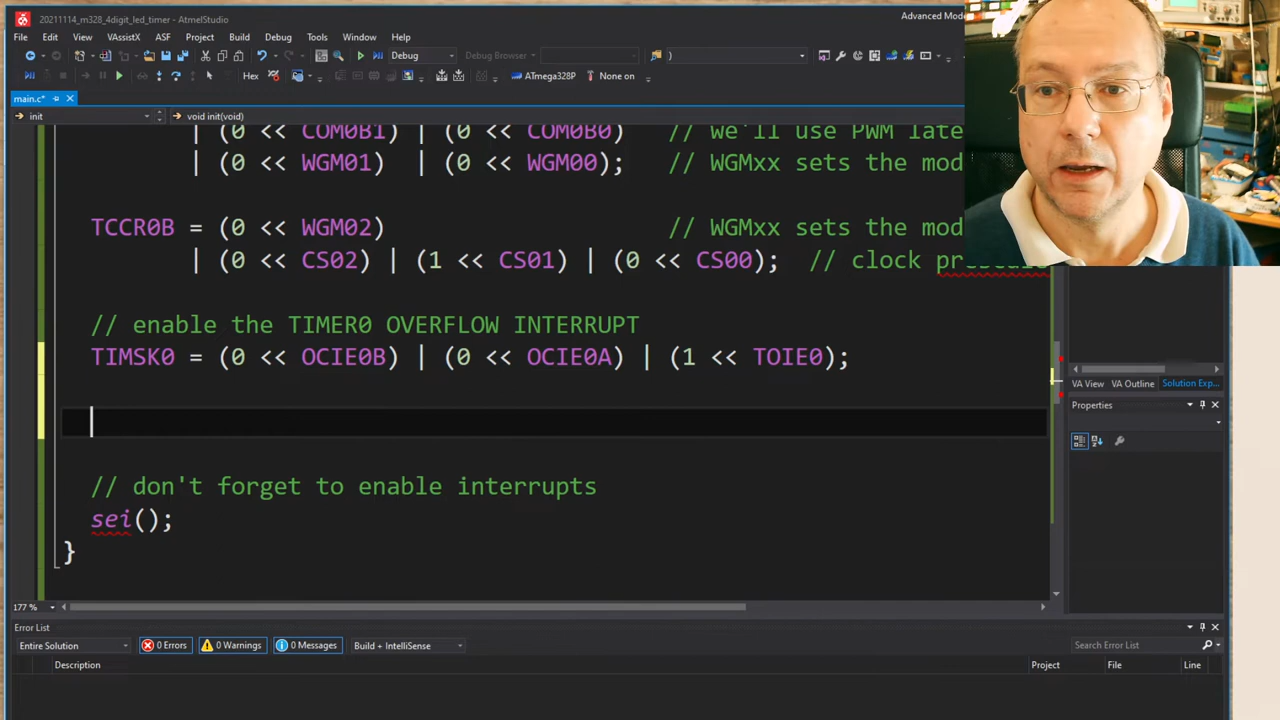 20211114_m328_4digit_led_timer - AtmelStudio
Advanced Mode
File Edit View VAssistX ASF Project Build Debug Tools Window Help
Debug Debug Browser )
Hex ATmega328P None on
main.c*
init void init(void)
| (0 << COM0B1) | (0 << COM0B0) // we'll use PWM late
| (0 << WGM01) | (0 << WGM00); // WGMxx sets the mod
TCCR0B = (0 << WGM02) // WGMxx sets the mod
| (0 << CS02) | (1 << CS01) | (0 << CS00); // clock
// enable the TIMER0 OVERFLOW INTERRUPT
TIMSK0 = (0 << OCIE0B) | (0 << OCIE0A) | (1 << TOIE0);
// don't forget to enable interrupts
sei();
}
VA View VA Outline Solution Exp...
Properties
177 %
Error List
Entire Solution 0 Errors 0 Warnings 0 Messages Build + IntelliSense Search Error List
Description Project File Line